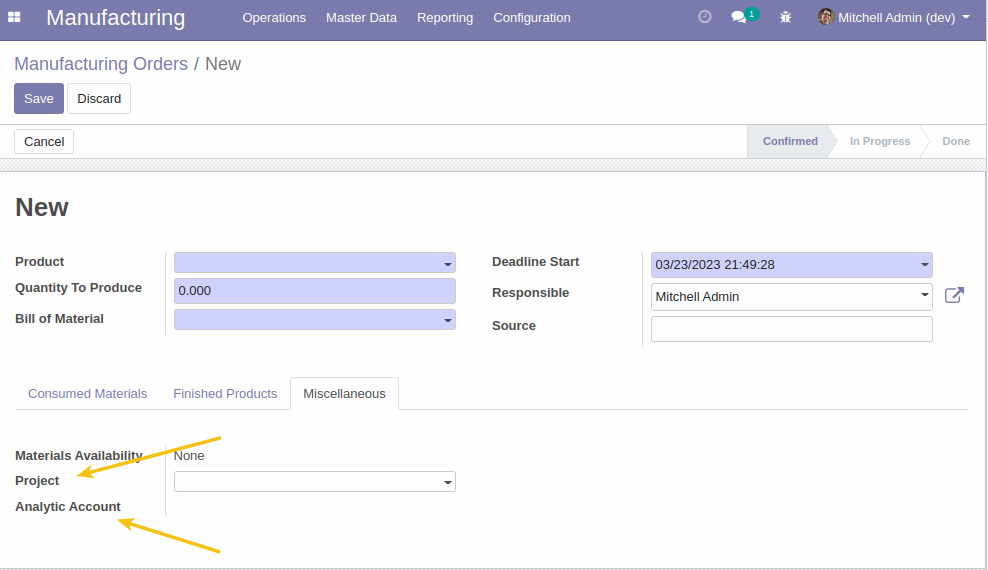 Manufacturing Operations Master Data Reporting Configuration 1 Mitchell Admin (dev)
Manufacturing Orders / New
Save Discard
Cancel Confirmed In Progress Done
New
Product Deadline Start 03/23/2023 21:49:28
Quantity To Produce 0.000 Responsible Mitchell Admin
Bill of Material Source
Consumed Materials Finished Products Miscellaneous
Materials Availability None
Project
Analytic Account